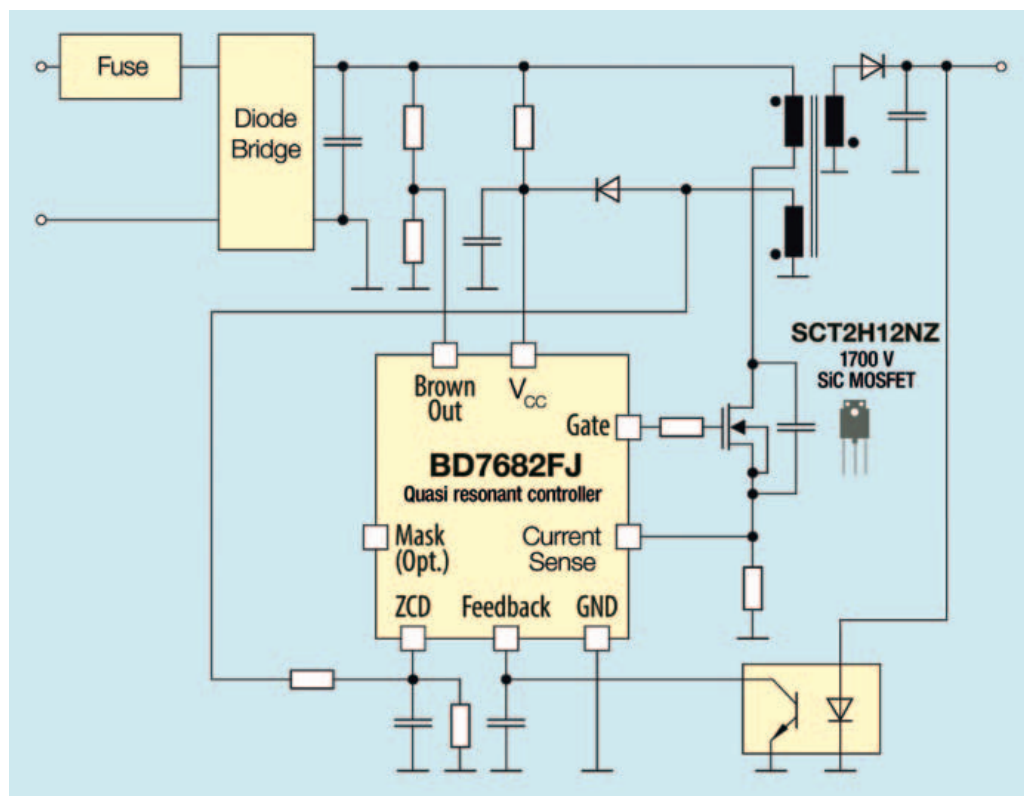 Fuse
Diode
Bridge
SCT2H12NZ
1700 V
SiC MOSFET
Brown
Out
VCC
Gate
BD7682FJ
Quasi resonant controller
Mask
(Opt.)
Current
Sense
ZCD
Feedback
GND